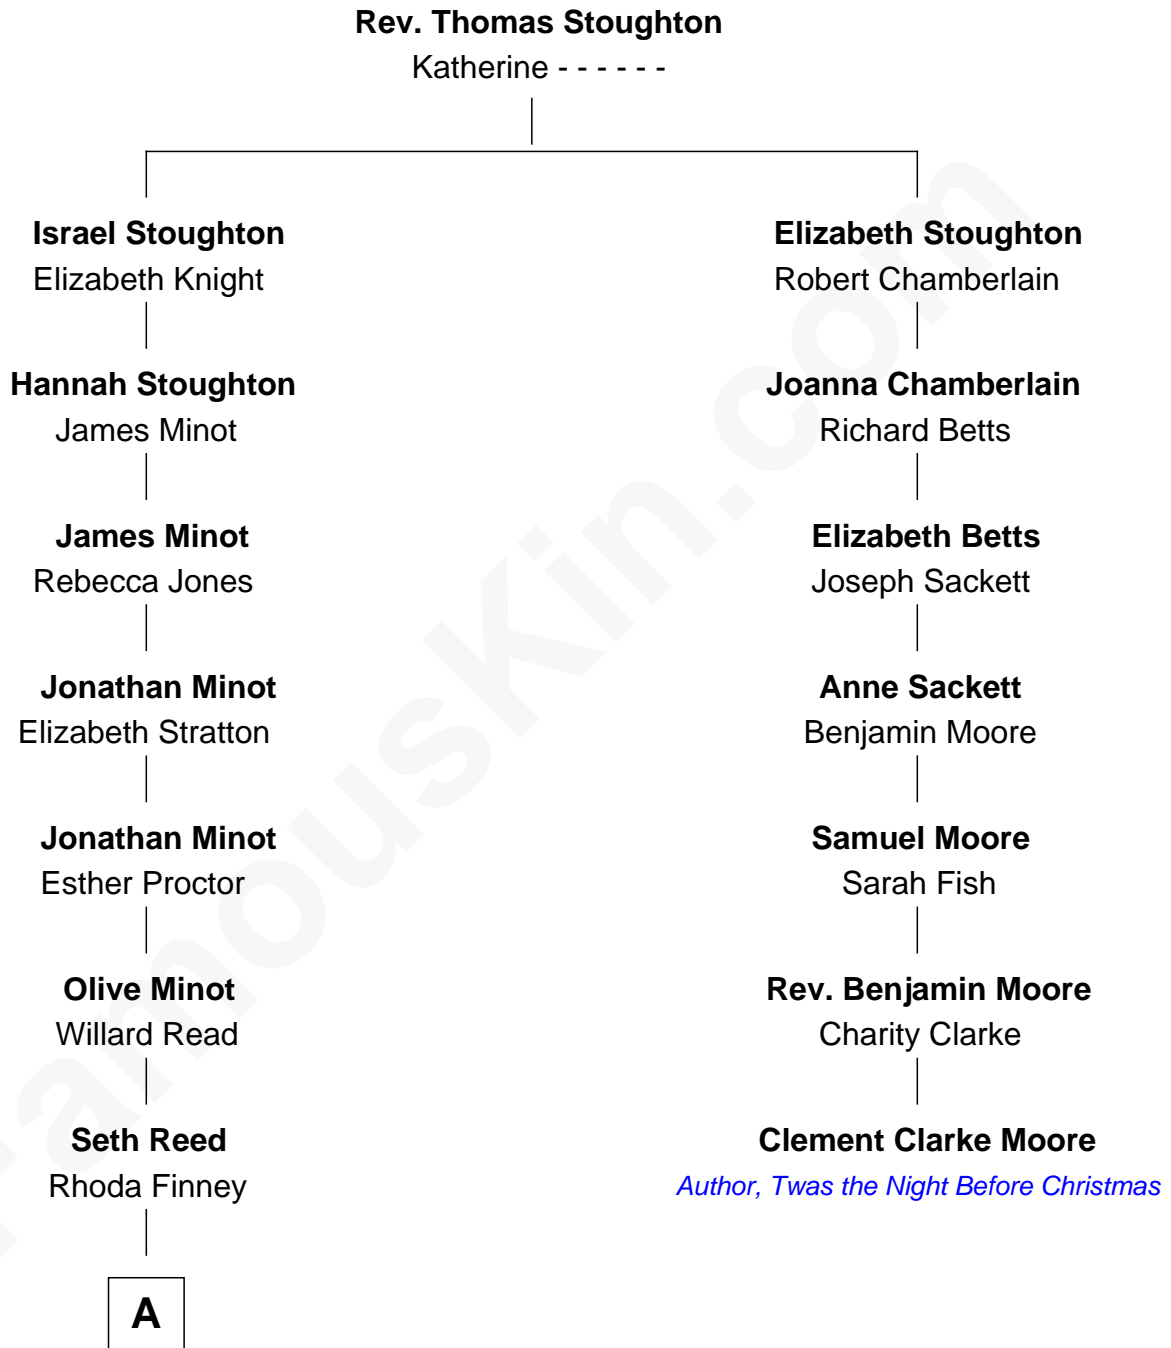 Rev. Thomas Stoughton
Katherine - - - - - -
Israel Stoughton
Elizabeth Knight
Elizabeth Stoughton
Robert Chamberlain
Hannah Stoughton
James Minot
Joanna Chamberlain
Richard Betts
James Minot
Rebecca Jones
Elizabeth Betts
Joseph Sackett
Jonathan Minot
Elizabeth Stratton
Anne Sackett
Benjamin Moore
Jonathan Minot
Esther Proctor
Samuel Moore
Sarah Fish
Olive Minot
Willard Read
Rev. Benjamin Moore
Charity Clarke
Seth Reed
Rhoda Finney
Clement Clarke Moore
Author, Twas the Night Before Christmas
A
FamousKin.com